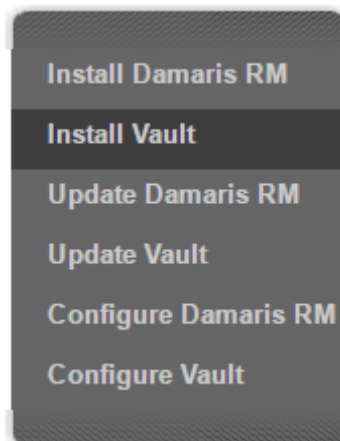 Install Damaris RM
Install Vault
Update Damaris RM
Update Vault
Configure Damaris RM
Configure Vault